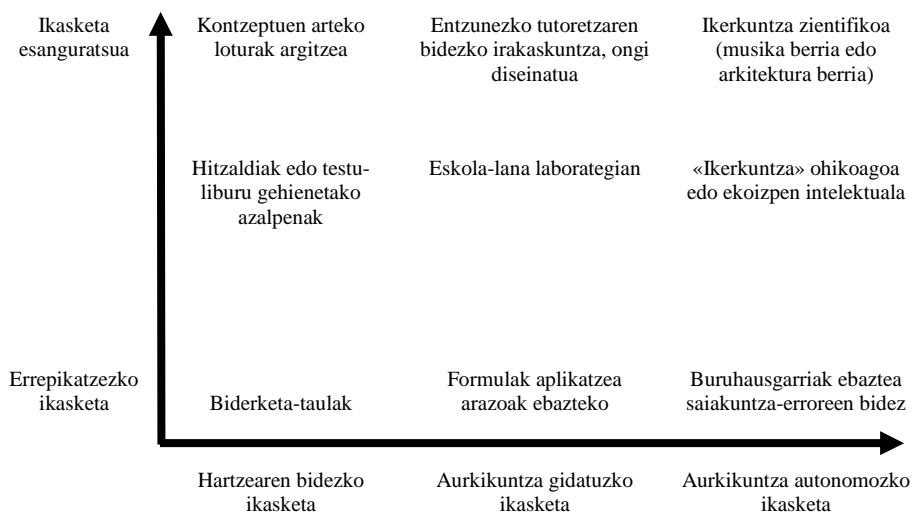 Ikasketa
esanguratsua
Kontzeptuen arteko
loturak argitzea
Entzunezko tutoretzaren
bidezko irakaskuntza, ongi
diseinatua
Ikerkuntza zientifikoa
(musika berria edo
arkitektura berria)
Hitzaldiak edo testu-
liburu gehienetako
azalpenak
Eskola-lana laborategian
«Ikerkuntza» ohikoagoa
edo ekoizpen intelektuala
Errepikatzezko
ikasketa
Biderketa-taulak
Formulak aplikatzea
arazoak ebazteko
Buruhausgarriak ebaztea
saiakuntza-erroreen bidez
Hartzearen bidezko
ikasketa
Aurkikuntza gidatuzko
ikasketa
Aurkikuntza autonomozko
ikasketa